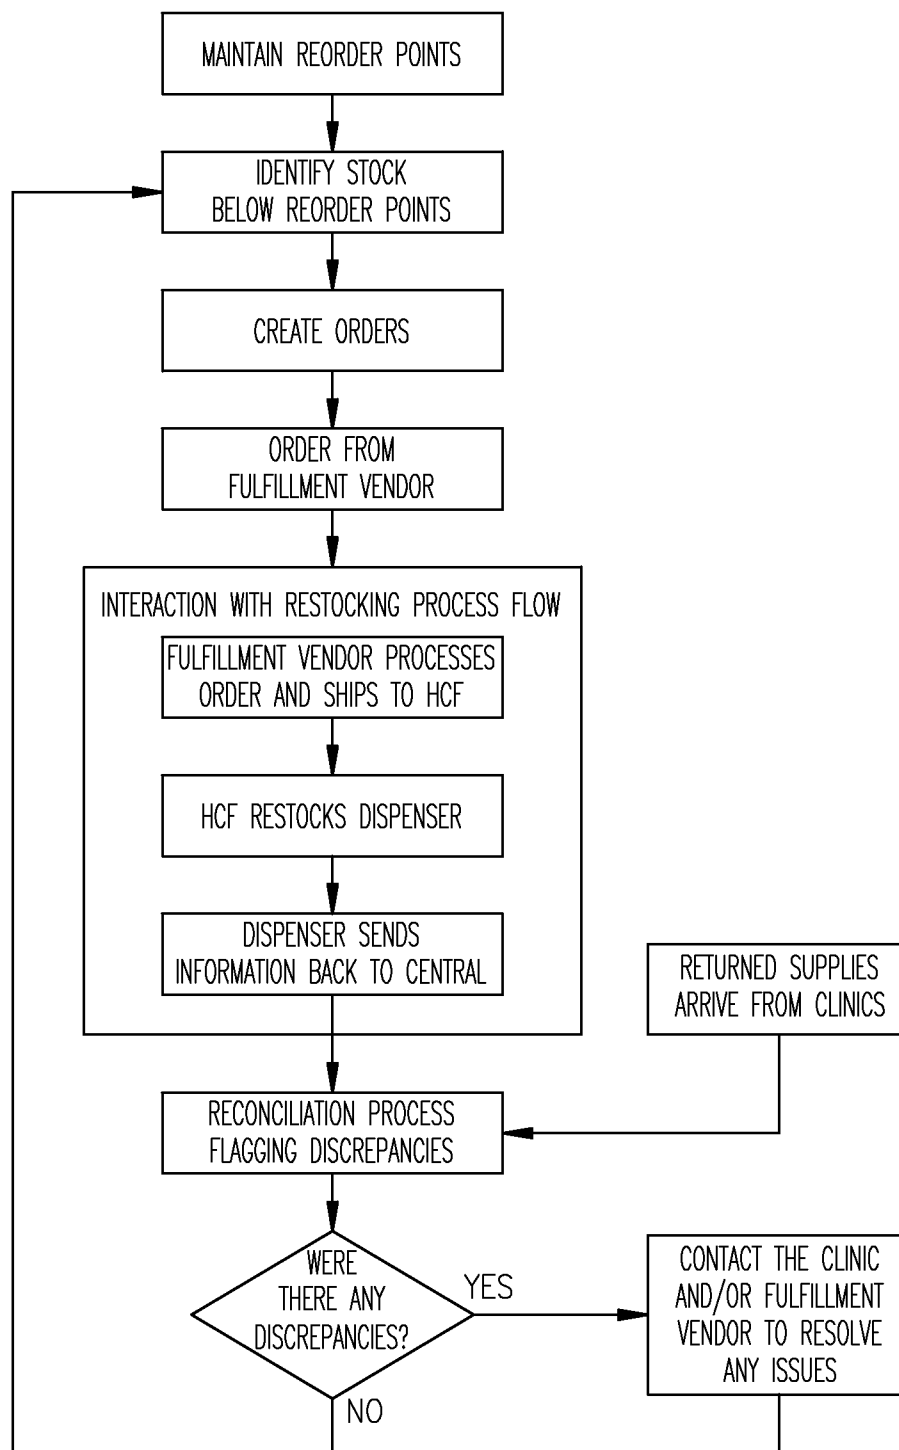 MAINTAIN REORDER POINTS
IDENTIFY STOCK
BELOW REORDER POINTS
CREATE ORDERS
ORDER FROM
FULFILLMENT VENDOR
INTERACTION WITH RESTOCKING PROCESS FLOW
FULFILLMENT VENDOR PROCESSES
ORDER AND SHIPS TO HCF
HCF RESTOCKS DISPENSER
DISPENSER SENDS
INFORMATION BACK TO CENTRAL
RETURNED SUPPLIES
ARRIVE FROM CLINICS
RECONCILIATION PROCESS
FLAGGING DISCREPANCIES
WERE
THERE ANY
DISCREPANCIES?
YES
NO
CONTACT THE CLINIC
AND/OR FULFILLMENT
VENDOR TO RESOLVE
ANY ISSUES